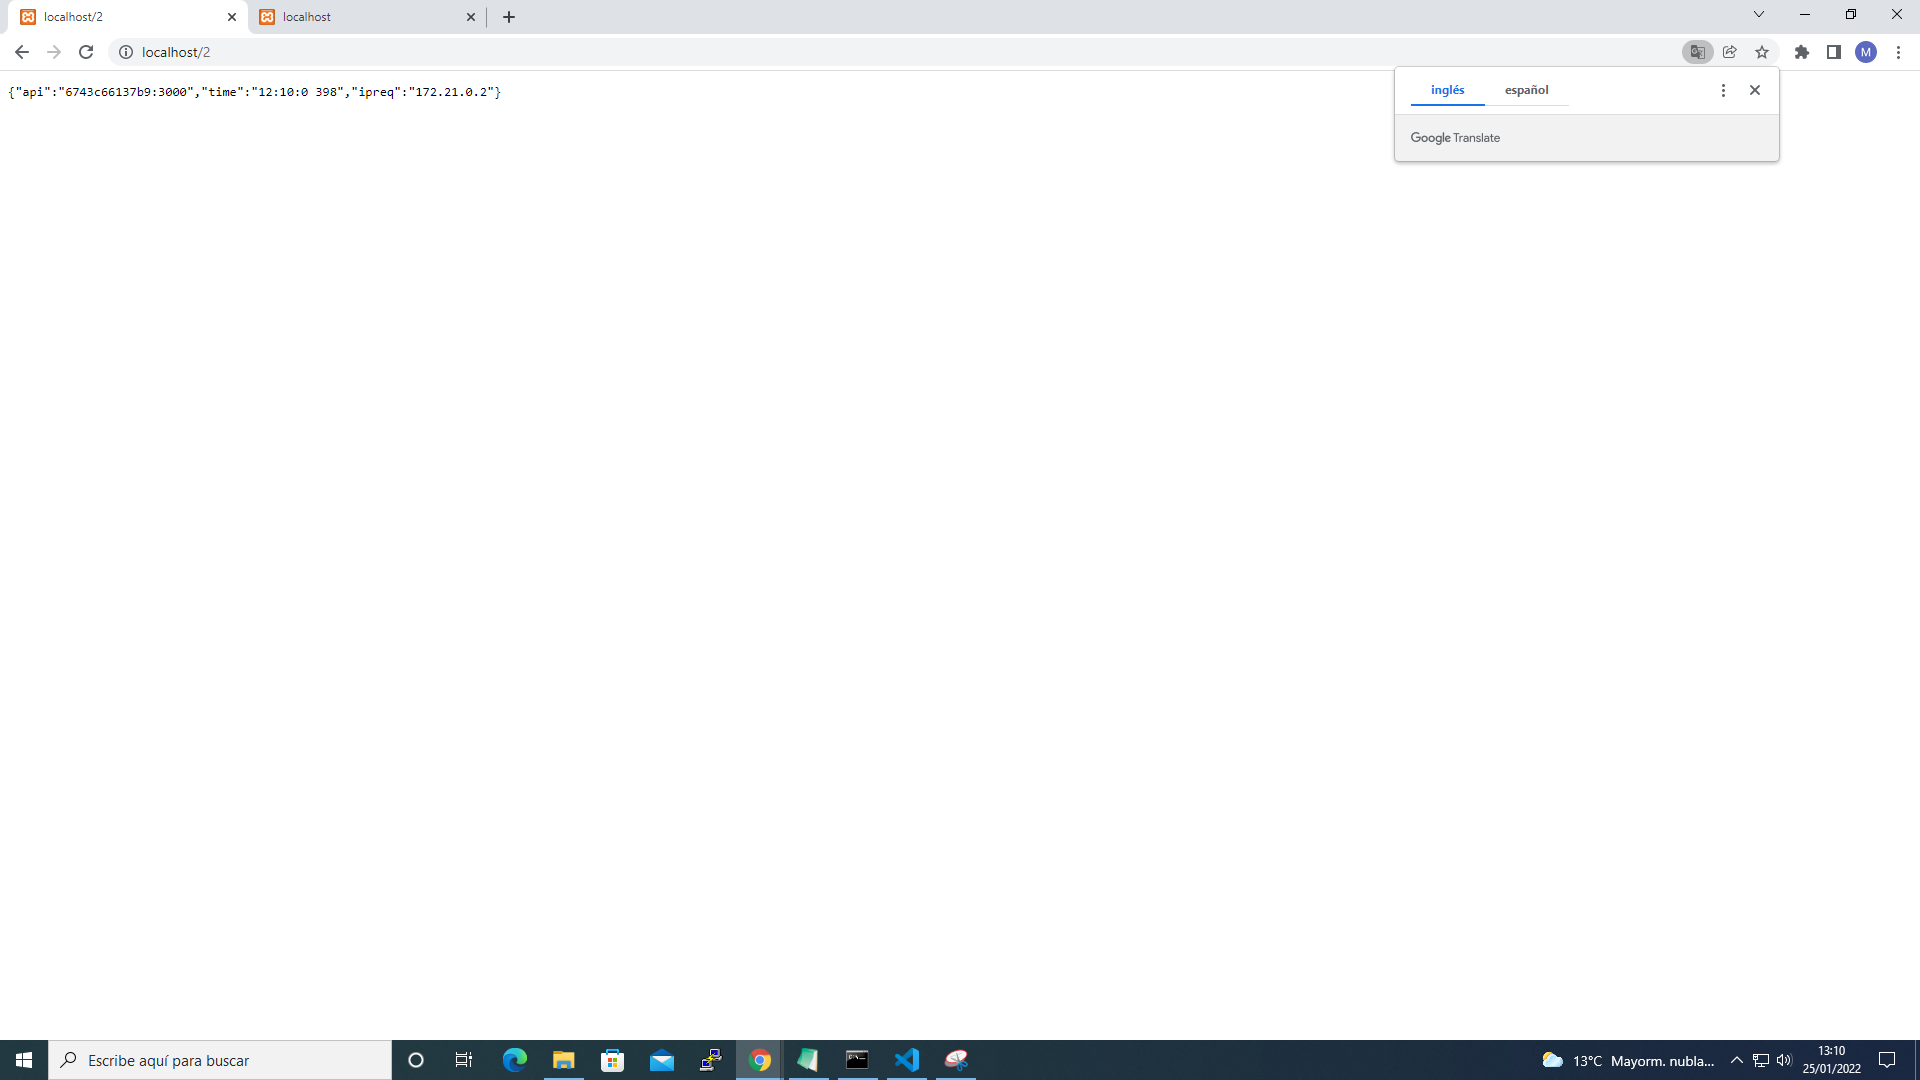 localhost/2
localhost
localhost/2
{"api":"6743c66137b9:3000","time":"12:10:0 398","ipreq":"172.21.0.2"}
inglés español
Google Translate
M
Escribe aquí para buscar
13°C Mayorm. nubla...
13:10
25/01/2022